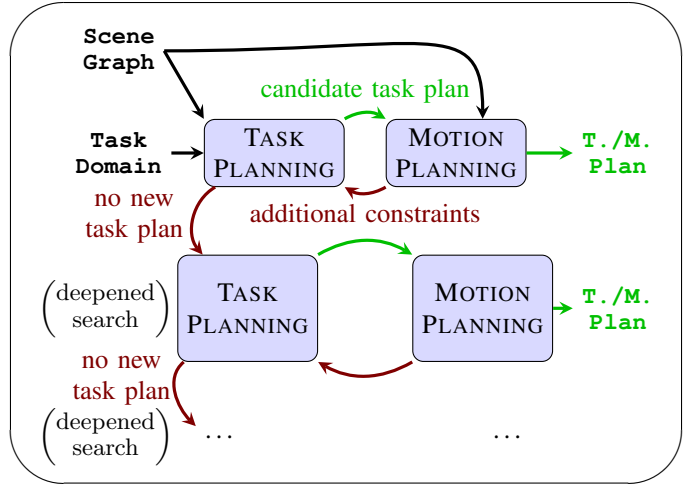 Scene
Graph
candidate task plan
Task
Domain
TASK
PLANNING
MOTION
PLANNING
T./M.
Plan
no new
task plan
additional constraints
(deepened
search)
TASK
PLANNING
MOTION
PLANNING
T./M.
Plan
no new
task plan
(deepened
search)
...
...